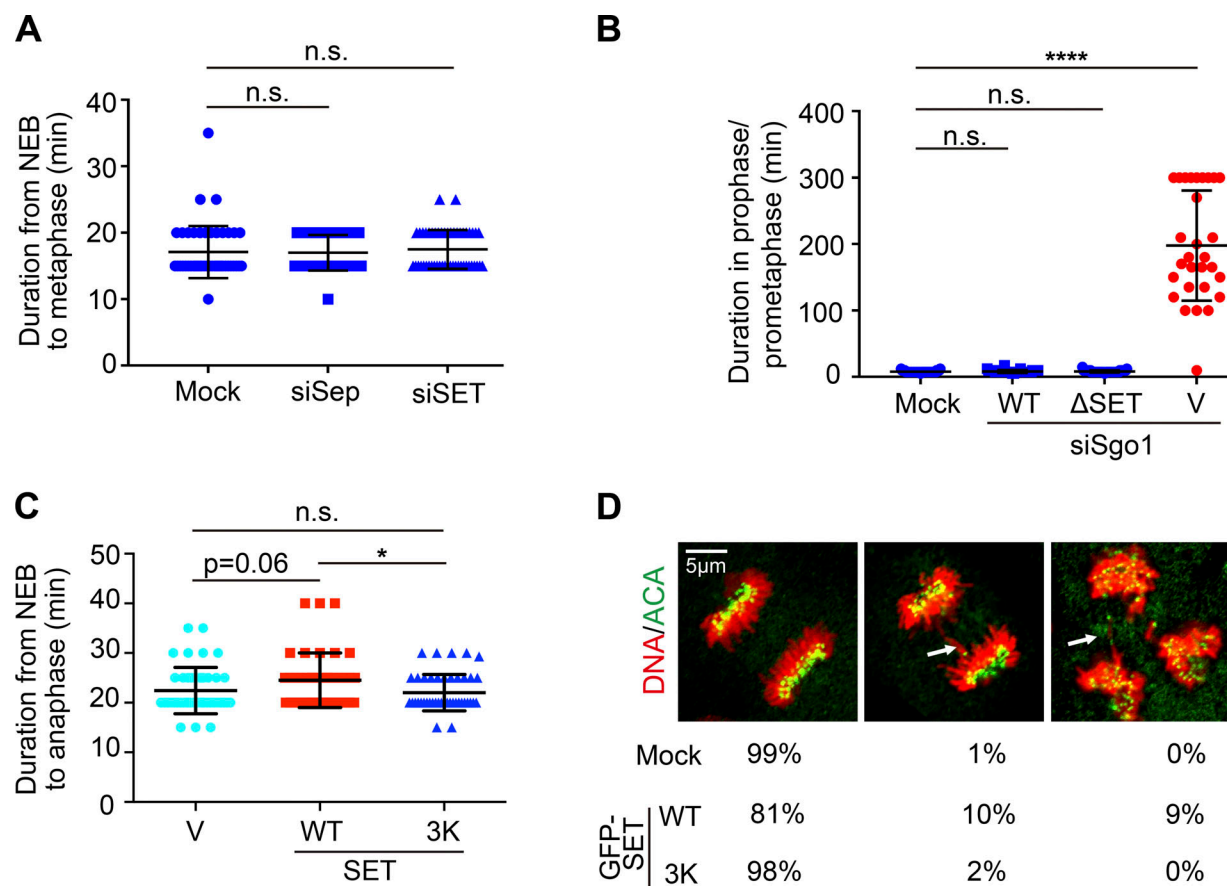 A
n.s.
n.s.
Duration from NEB
to metaphase (min)
40
30
20
10
0
Mock siSep siSET
B
****
n.s.
n.s.
Duration in prophase/
prometaphase (min)
400
300
200
100
0
Mock WT ΔSET V
siSgo1
C
n.s.
p=0.06 *
Duration from NEB
to anaphase (min)
50
40
30
20
10
0
V WT 3K
SET
D
DNA/ACA
5μm
Mock 99% 1% 0%
GFP-
SET
WT 81% 10% 9%
3K 98% 2% 0%